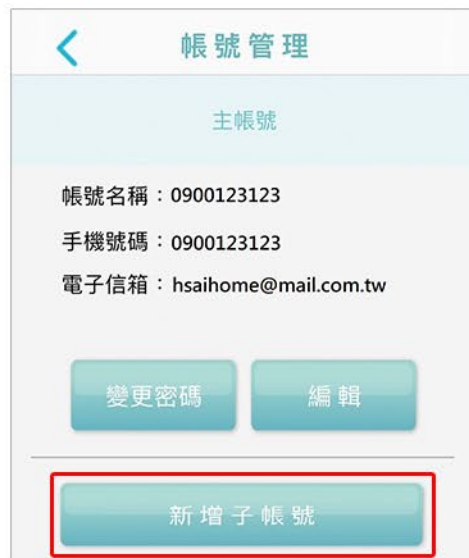 帳號管理
主帳號
帳號名稱：0900123123
手機號碼：0900123123
電子信箱：hsaihome@mail.com.tw
變更密碼 編輯
新增子帳號